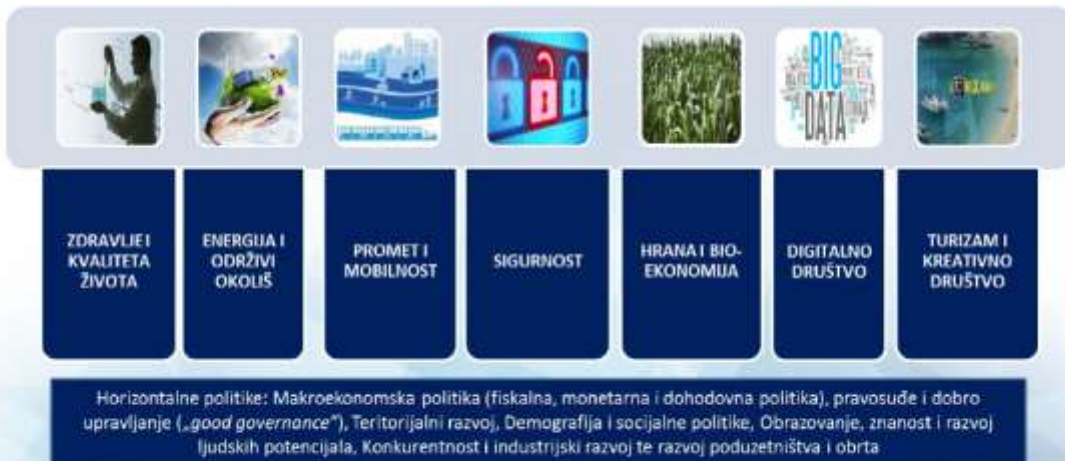 BIG
DATA
ZDRAVLJE I
KVALITETA
ŽIVOTA
ENERGIJA I
ODRŽIVI
OKOLIŠ
PROMET I
MOBILNOST
SIGURNOST
HRANA I BIO-
EKONOMIJA
DIGITALNO
DRUŠTVO
TURIZAM I
KREATIVNO
DRUŠTVO
Horizontalne politike: Makroekonomska politika (fiskalna, monetarna i dohodovna politika), pravosuđe i dobro
upravljanje („good governance"), Teritorijalni razvoj, Demografija i socijalne politike, Obrazovanje, znanost i razvoj
ljudskih potencijala, Konkurentnost i industrijski razvoj te razvoj poduzetništva i obrta